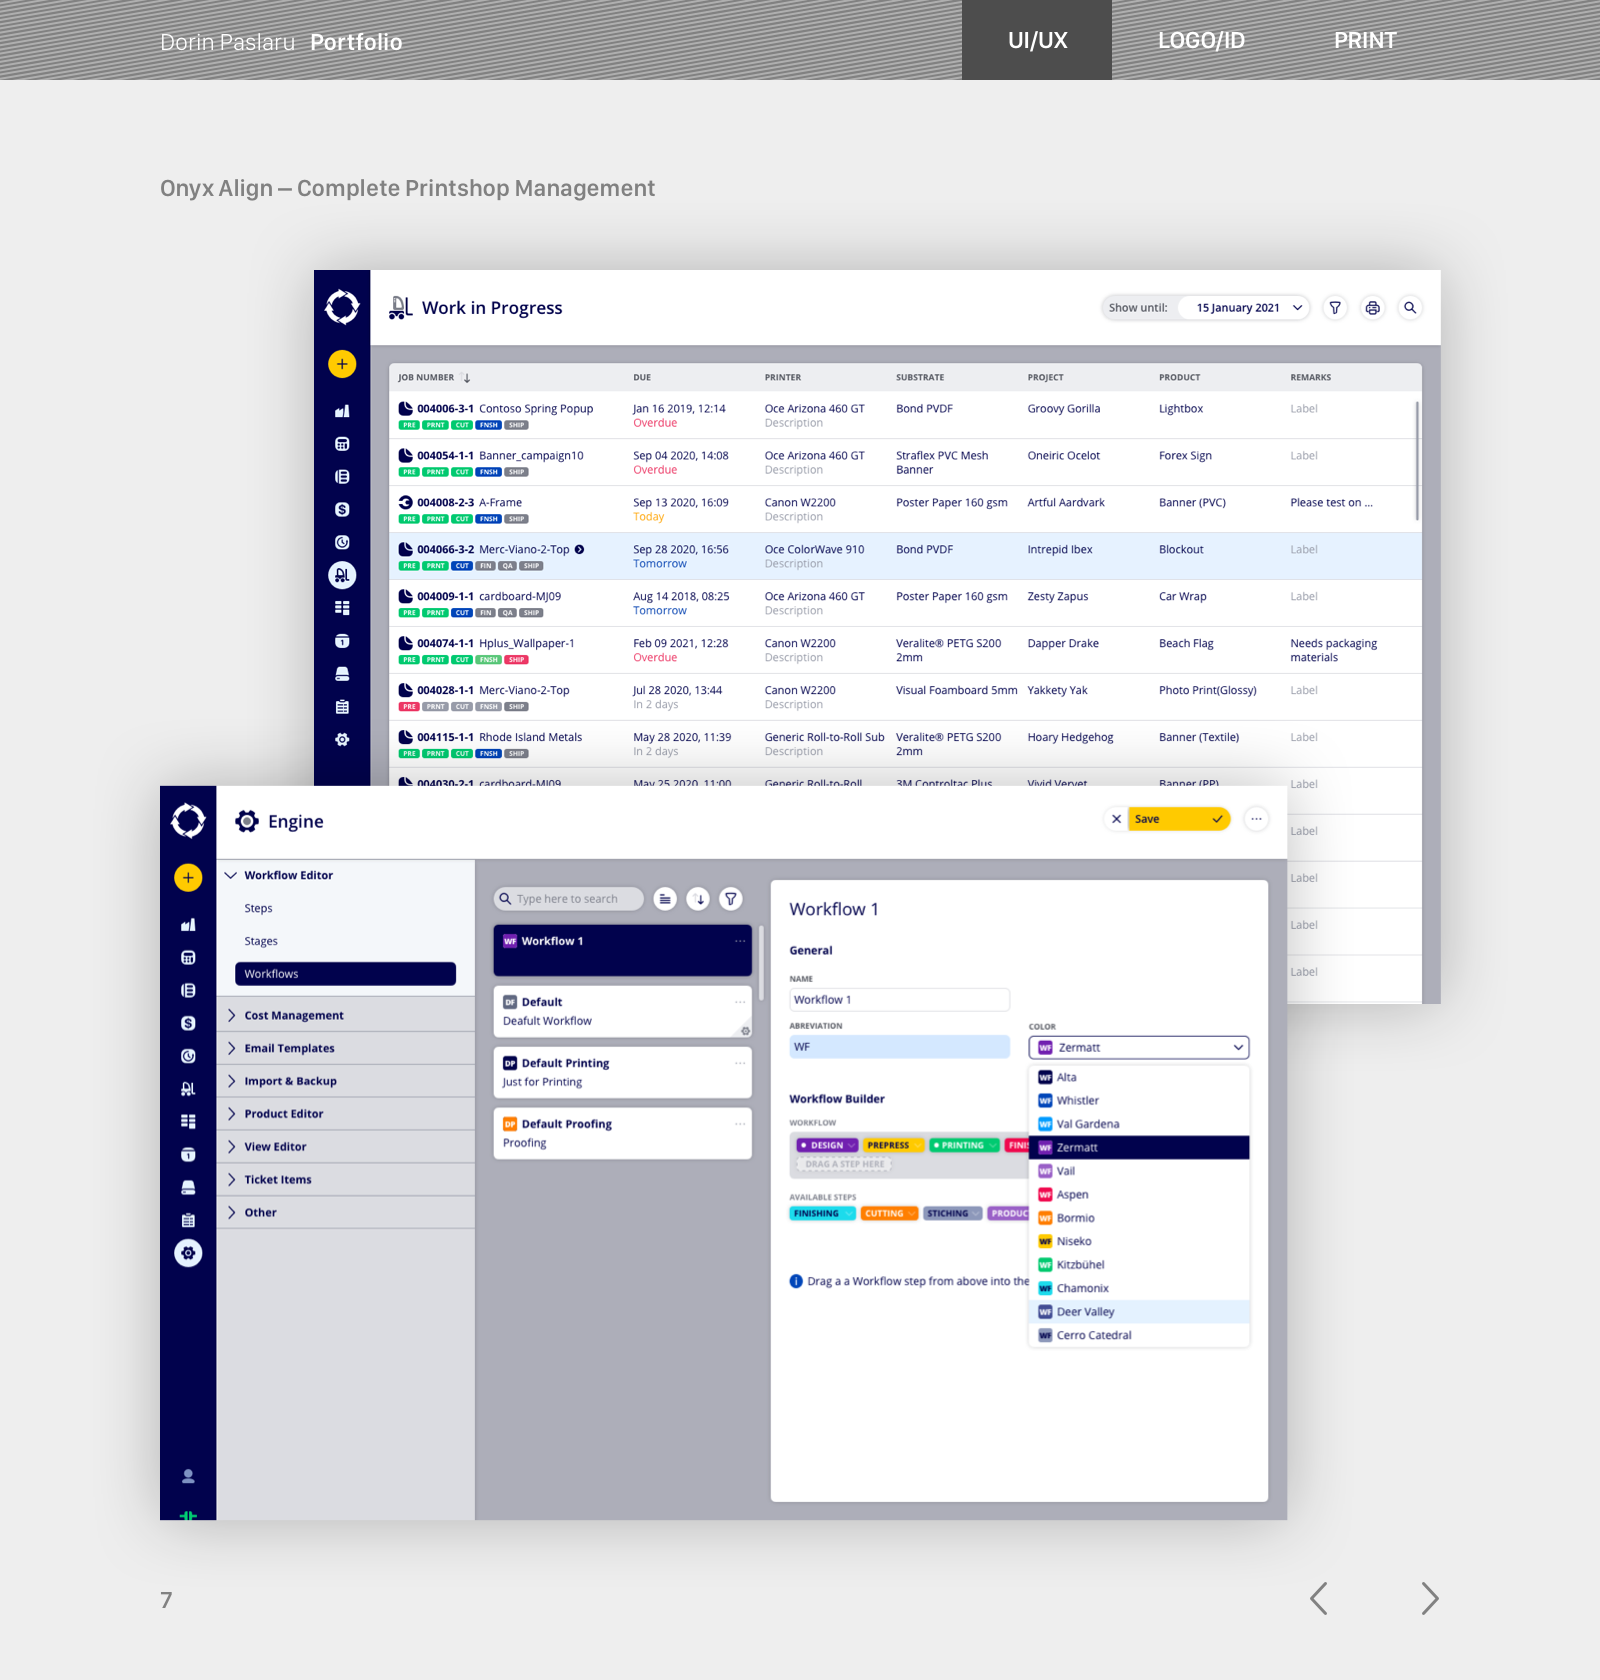 Dorin Paslaru Portfolio
UI/UX
LOGO/ID
PRINT
Onyx Align – Complete Printshop Management
Work in Progress
Show until: 15 January 2021
JOB NUMBER DUE PRINTER SUBSTRATE PROJECT PRODUCT REMARKS
004006-3-1 Contoso Spring Popup Jan 16 2019, 12:14 Oce Arizona 460 GT Bond PVDF Groovy Gorilla Lightbox Label
PRE PRNT CUT FNSH SHIP Overdue Description
004054-1-1 Banner_campaign10 Sep 04 2020, 14:08 Oce Arizona 460 GT Straflex PVC Mesh Oneiric Ocelot Forex Sign Label
PRE PRNT CUT FNSH SHIP Overdue Description Banner
004008-2-3 A-Frame Sep 13 2020, 16:09 Canon W2200 Poster Paper 160 gsm Artful Aardvark Banner (PVC) Please test on ...
PRE PRNT CUT FNSH SHIP Today Description
004066-3-2 Merc-Viano-2-Top Sep 28 2020, 16:56 Oce ColorWave 910 Bond PVDF Intrepid Ibex Blockout Label
PRE PRNT CUT FIN QA SHIP Tomorrow Description
004009-1-1 cardboard-MJ09 Aug 14 2018, 08:25 Oce Arizona 460 GT Poster Paper 160 gsm Zesty Zapus Car Wrap Label
PRE PRNT CUT FIN QA SHIP Tomorrow Description
004074-1-1 Hplus_Wallpaper-1 Feb 09 2021, 12:28 Canon W2200 Veralite® PETG S200 Dapper Drake Beach Flag Needs packaging
PRE PRNT CUT FNSH SHIP Overdue Description 2mm materials
004028-1-1 Merc-Viano-2-Top Jul 28 2020, 13:44 Canon W2200 Visual Foamboard 5mm Yakkety Yak Photo Print(Glossy) Label
PRE PRNT CUT FNSH SHIP In 2 days Description
004115-1-1 Rhode Island Metals May 28 2020, 11:39 Generic Roll-to-Roll Sub Veralite® PETG S200 Hoary Hedgehog Banner (Textile) Label
PRE PRNT CUT FNSH SHIP In 2 days Description 2mm
004030-2-1 cardboard-MJ09 May 25 2020, 11:00 Generic Roll-to-Roll 3M Controltac Plus Vivid Vervet Banner (PP) Label
Label
Label
Label
Label
Engine
Save
Workflow Editor
Steps
Stages
Workflows
Cost Management
Email Templates
Import & Backup
Product Editor
View Editor
Ticket Items
Other
Type here to search
WF Workflow 1
DF Default
Deafult Workflow
DP Default Printing
Just for Printing
DP Default Proofing
Proofing
Workflow 1
General
NAME
Workflow 1
ABREVIATION
WF
COLOR
WF Zermatt
WF Alta
WF Whistler
WF Val Gardena
WF Zermatt
WF Vail
WF Aspen
WF Bormio
WF Niseko
WF Kitzbühel
WF Chamonix
WF Deer Valley
WF Cerro Catedral
Workflow Builder
WORKFLOW
DESIGN PREPRESS PRINTING FINIS
DRAG A STEP HERE
AVAILABLE STEPS
FINISHING CUTTING STICHING PRODUC
Drag a a Workflow step from above into the
7